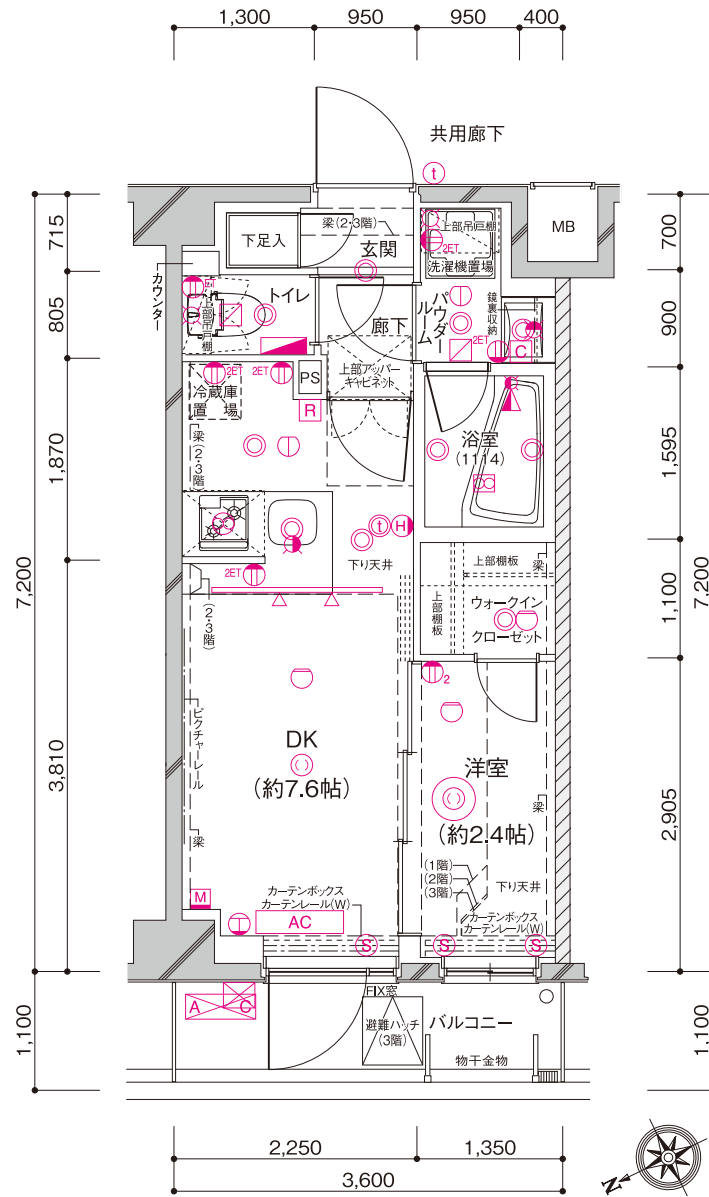 1,300
950
950
400
共用廊下
t
715
805
1,870
7,200
3,810
1,100
700
900
1,595
1,100
7,200
2,905
1,100
MB
下足入
梁(2・3階)
玄関
上部吊戸棚
2ET
洗濯機置場
カウンター
トイレ
上部吊戸棚
廊下
パウダー
ルーム
鏡裏収納
2ET
C
上部アッパー
キャビネット
PS
R
2ET
2ET
冷蔵庫
置場
梁(2・3階)
浴室
(1114)
t
H
下り天井
2ET
(2・3階)
上部棚板
梁
上部棚板
ウォークイン
クローゼット
2
ピクチャーレール
DK
(約7.6帖)
洋室
(約2.4帖)
梁
梁
(1階)
(2階)
(3階)
下り天井
M
カーテンボックス
カーテンレール(W)
AC
カーテンボックス
カーテンレール(W)
S
S
S
A
C
FIX窓
避難ハッチ
(3階)
バルコニー
物干金物
2,250
1,350
3,600
N